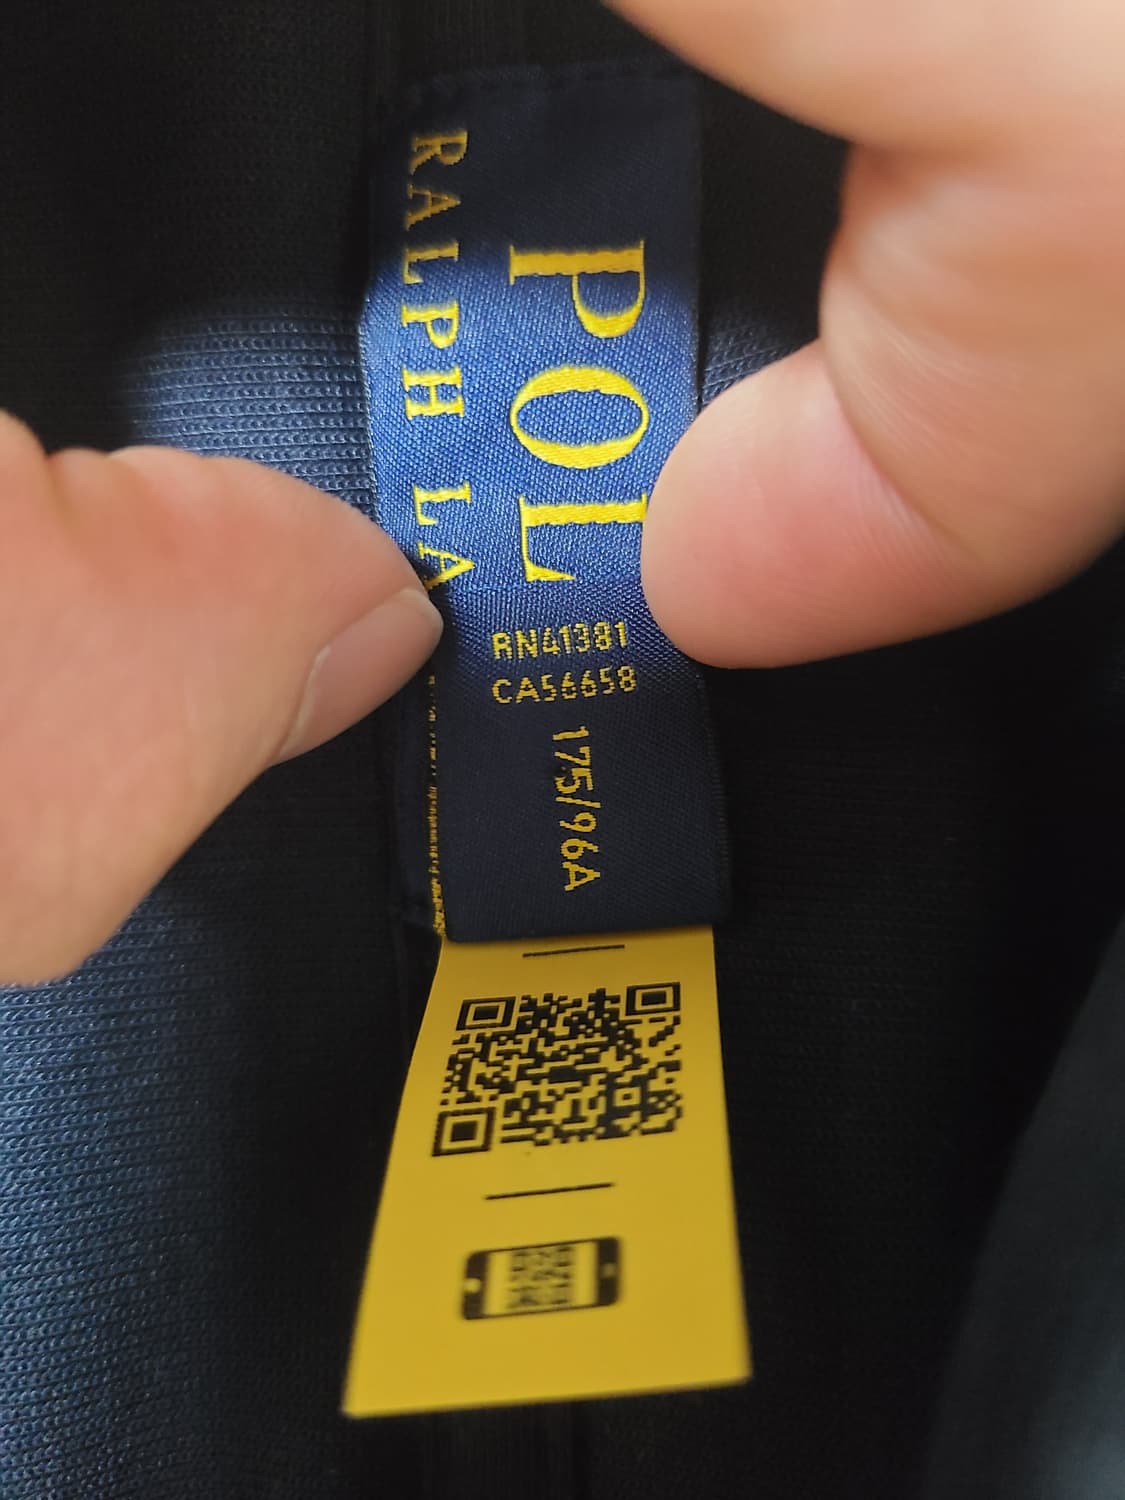 POL
RALPH LA
RN41381
CA56658
175/96A